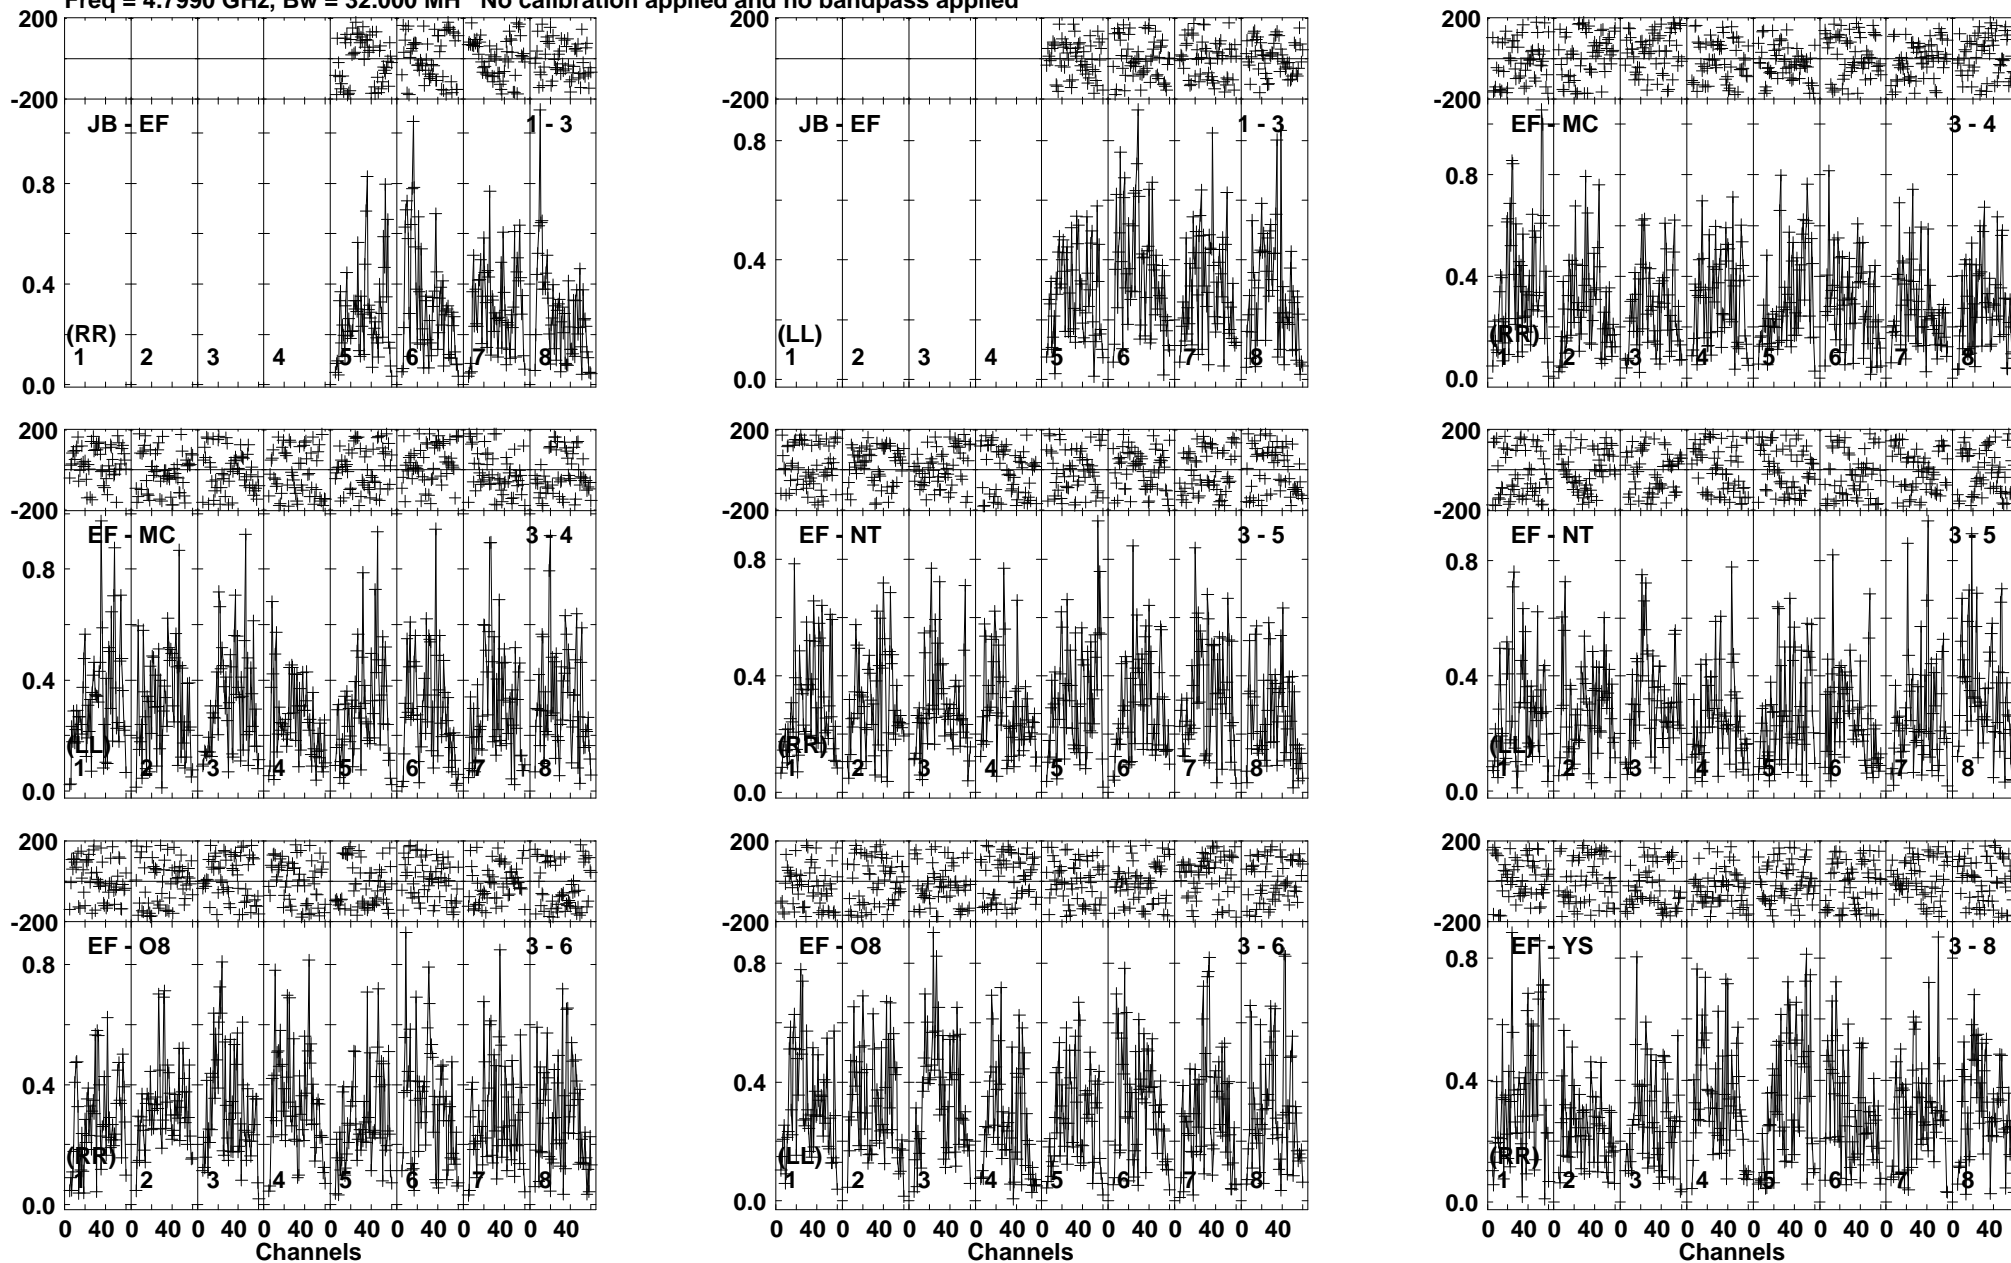 Freq = 4.7990 GHz, Bw = 32.000 MH No calibration applied and no bandpass applied
200 200 200
-200 -200 -200
JB - EF 1 - 3 JB - EF 1 - 3 EF - MC 3 - 4
0.8 0.8 0.8
0.4 0.4 0.4
(RR) (LL) (RR)
1 2 3 4 5 6 7 8 1 2 3 4 5 6 7 8 1 2 3 4 5 6 7 8
0.0 0.0 0.0
200 200 200
-200 -200 -200
EF - MC 3 - 4 EF - NT 3 - 5 EF - NT 3 - 5
0.8 0.8 0.8
0.4 0.4 0.4
(LL) (RR) (LL)
1 2 3 4 5 6 7 8 1 2 3 4 5 6 7 8 1 2 3 4 5 6 7 8
0.0 0.0 0.0
200 200 200
-200 -200 -200
EF - O8 3 - 6 EF - O8 3 - 6 EF - YS 3 - 8
0.8 0.8 0.8
0.4 0.4 0.4
(RR) (LL) (RR)
1 2 3 4 5 6 7 8 1 2 3 4 5 6 7 8 1 2 3 4 5 6 7 8
0.0 0.0 0.0
0 40 0 40 0 40 0 40 0 40 0 40 0 40 0 40 0 40 0 40 0 40 0 40 0 40 0 40 0 40 0 40 0 40 0 40 0 40 0 40 0 40 0 40 0 40 0 40
Channels Channels Channels